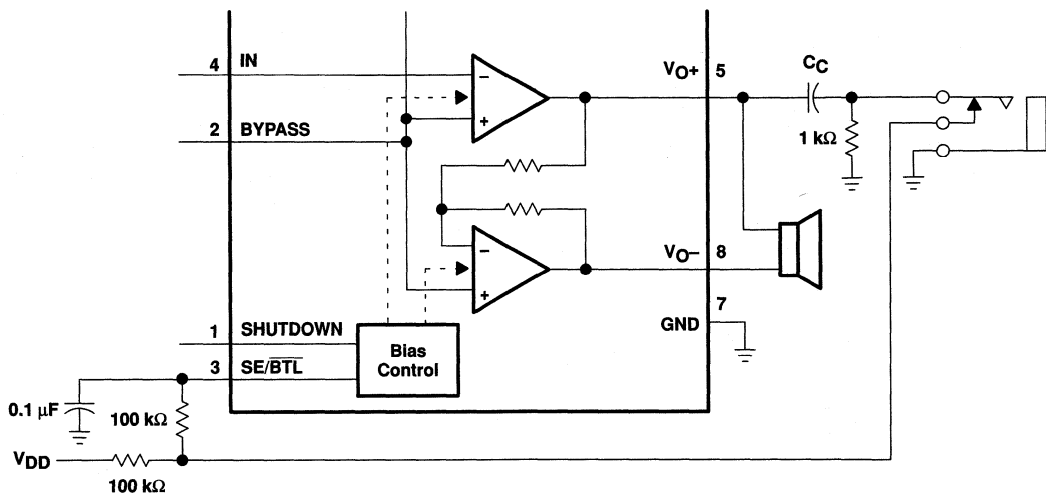 4 IN
VO+ 5
CC
−
+
2 BYPASS
1 kΩ
−
+
VO− 8
7
GND
1 SHUTDOWN
Bias
Control
3 SE/BTL
0.1 µF
100 kΩ
VDD
100 kΩ